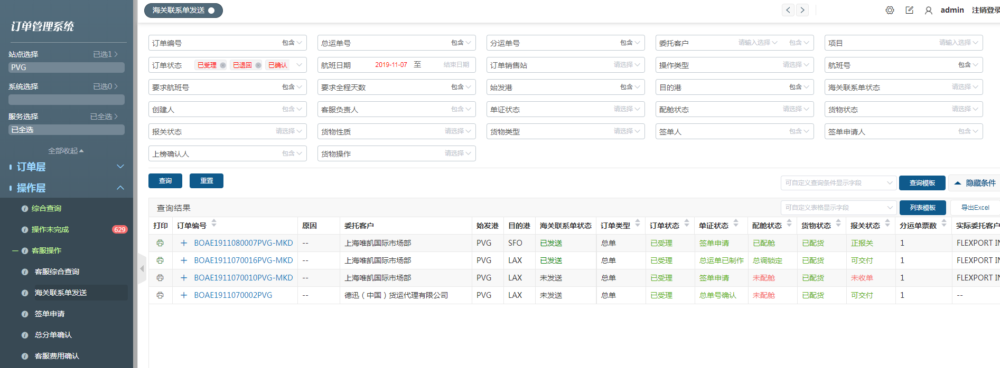 海关联系单发送
admin 注销登录
订单管理系统
站点选择 已选1
PVG
系统选择 已选0
服务选择 已全选
已全选
全部收起
订单层
操作层
综合查询
操作未完成 629
客服操作
客服综合查询
海关联系单发送
签单申请
总分单确认
客服费用确认
订单编号 包含 总运单号 包含 分运单号 包含 委托客户 请输入选择 包含 项目 请输入选择
订单状态 已受理 已退回 已确认 航班日期 2019-11-07 至 结束日期 订单销售站 请选择 操作类型 请选择 航班号 包含
要求航班号 包含 要求全程天数 包含 始发港 包含 目的港 包含 海关联系单状态 请选择
创建人 包含 客服负责人 包含 单证状态 请选择 配舱状态 请选择 货物状态 请选择
报关状态 请选择 货物性质 请选择 货物类型 请选择 签单人 包含 签单申请人 包含
上榜确认人 包含 货物操作 请选择
查询 重置 可自定义查询条件显示字段 查询模板 隐藏条件
查询结果 可自定义表格显示字段 列表模板 导出Excel
打印 订单编号 原因 委托客户 始发港 目的港 海关联系单状态 订单类型 订单状态 单证状态 配舱状态 货物状态 报关状态 分运单票数 实际委托客户
BOAE1911080007PVG-MKD -- 上海唯凯国际市场部 PVG SFO 已发送 总单 已受理 签单申请 已配舱 已配货 正报关 1 FLEXPORT IN
BOAE1911070016PVG-MKD -- 上海唯凯国际市场部 PVG LAX 已发送 总单 已受理 总运单已制作 总调锁定 已配货 可交付 1 FLEXPORT IN
BOAE1911070010PVG-MKD -- 上海唯凯国际市场部 PVG LAX 未发送 总单 已受理 签单申请 未配舱 已配货 未收单 1 FLEXPORT IN
BOAE1911070002PVG -- 德迅（中国）货运代理有限公司 PVG LAX 未发送 总单 已受理 总单号确认 未配舱 已配货 可交付 1 --